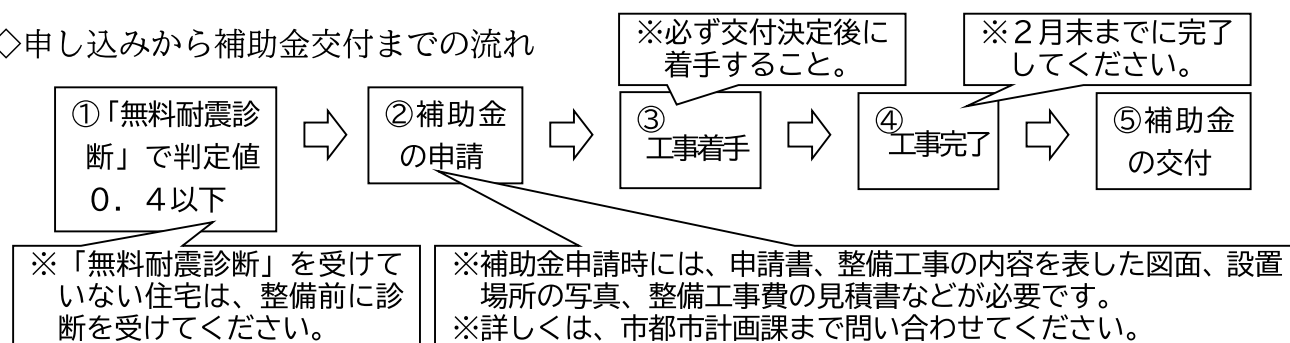 ◇申し込みから補助金交付までの流れ
※必ず交付決定後に
着手すること。
※２月末までに完了
してください。
①「無料耐震診
断」で判定値
０．４以下
②補助金
の申請
③
工事着手
④
工事完了
⑤補助金
の交付
※「無料耐震診断」を受けて
いない住宅は、整備前に診
断を受けてください。
※補助金申請時には、申請書、整備工事の内容を表した図面、設置
場所の写真、整備工事費の見積書などが必要です。
※詳しくは、市都市計画課まで問い合わせてください。